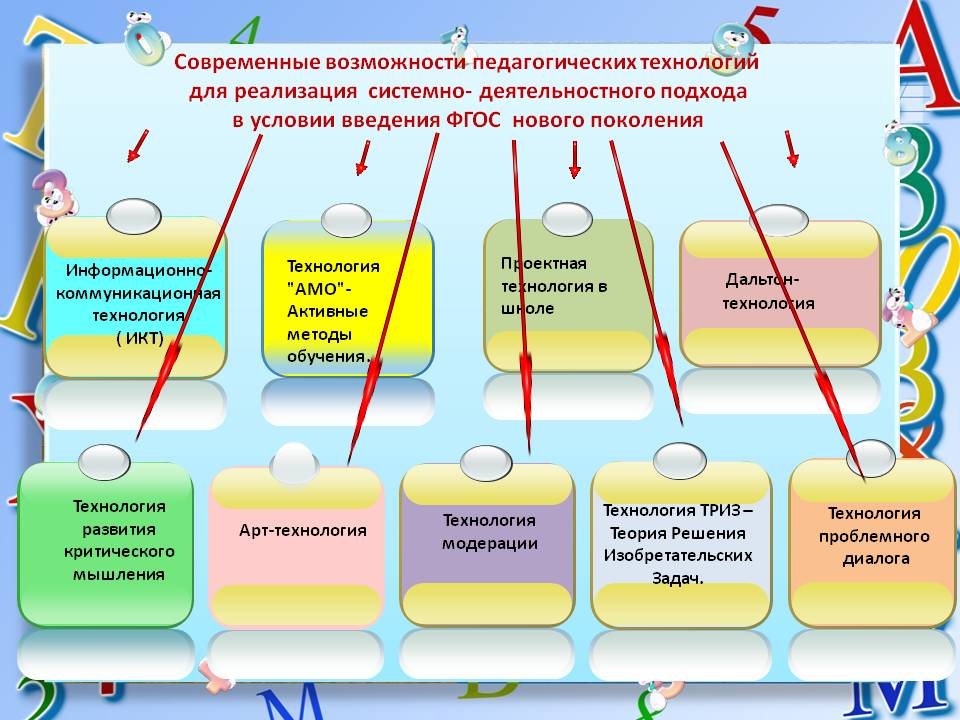 Современные возможности педагогических технологий
для реализация системно- деятельностного подхода
в условии введения ФГОС нового поколения
Информационно-
коммуникационная
технология
( ИКТ)
Технология
"АМО"-
Активные
методы
обучения.
Проектная
технология в
школе
Дальтон-
технология
Технология
развития
критического
мышления
Арт-технология
Технология
модерации
Технология ТРИЗ –
Теория Решения
Изобретательских
Задач.
Технология
проблемного
диалога